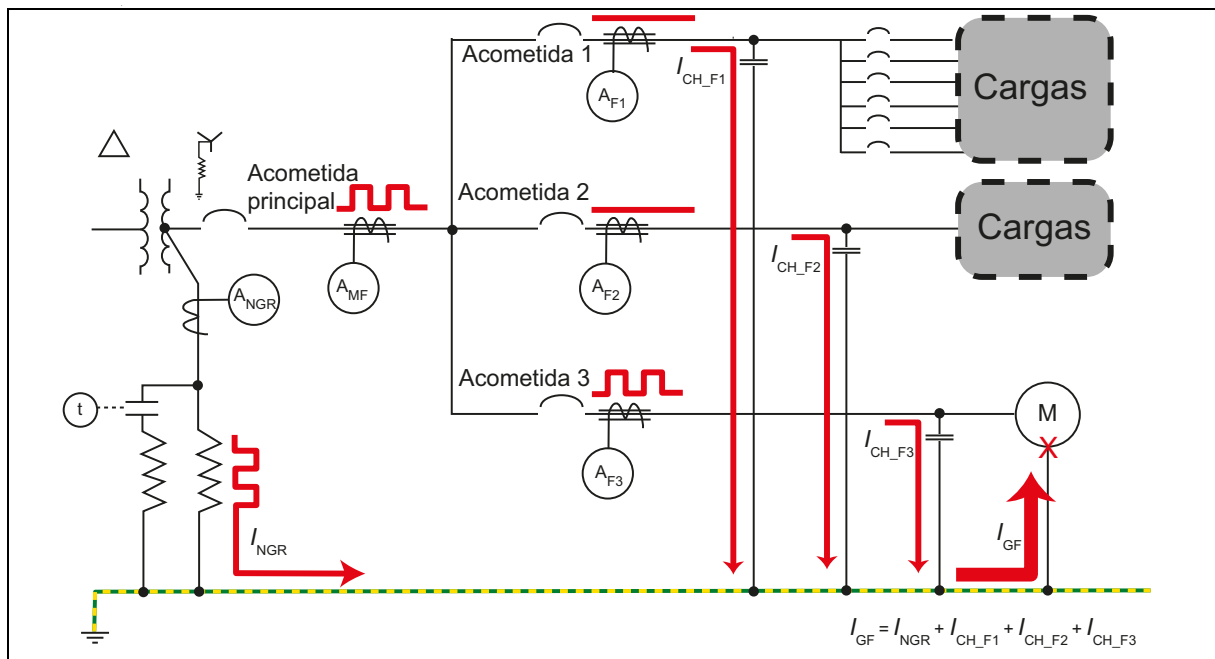 Acometida 1
A_F1
I_CH_F1
Cargas
Acometida
principal
A_MF
Acometida 2
A_F2
I_CH_F2
Cargas
A_NGR
Acometida 3
A_F3
I_CH_F3
M
t
I_NGR
I_GF
I_GF = I_NGR + I_CH_F1 + I_CH_F2 + I_CH_F3